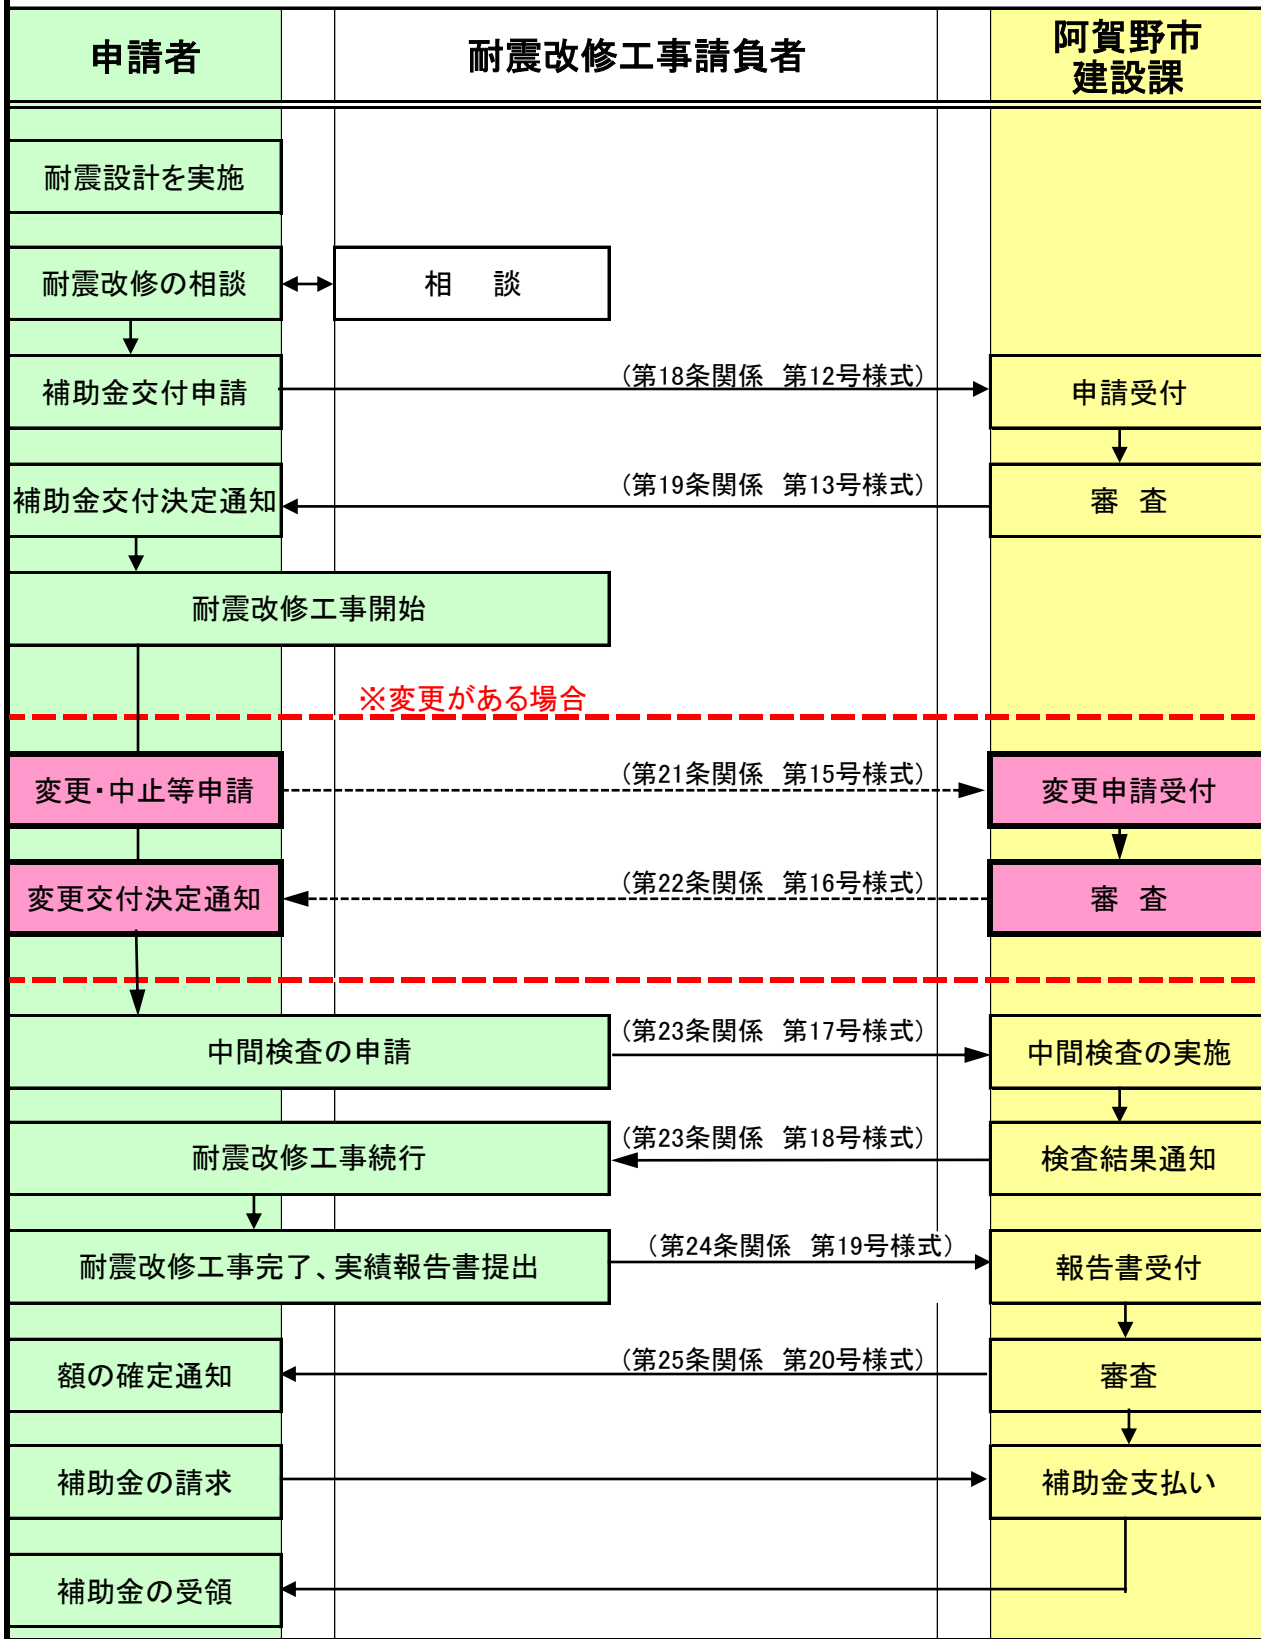 申請者
耐震改修工事請負者
阿賀野市
建設課
耐震設計を実施
耐震改修の相談
相　談
補助金交付申請
（第18条関係　第12号様式）
申請受付
補助金交付決定通知
（第19条関係　第13号様式）
審　査
耐震改修工事開始
※変更がある場合
変更・中止等申請
（第21条関係　第15号様式）
変更申請受付
変更交付決定通知
（第22条関係　第16号様式）
審　査
中間検査の申請
（第23条関係　第17号様式）
中間検査の実施
耐震改修工事続行
（第23条関係　第18号様式）
検査結果通知
耐震改修工事完了、実績報告書提出
（第24条関係　第19号様式）
報告書受付
額の確定通知
（第25条関係　第20号様式）
審査
補助金の請求
補助金支払い
補助金の受領